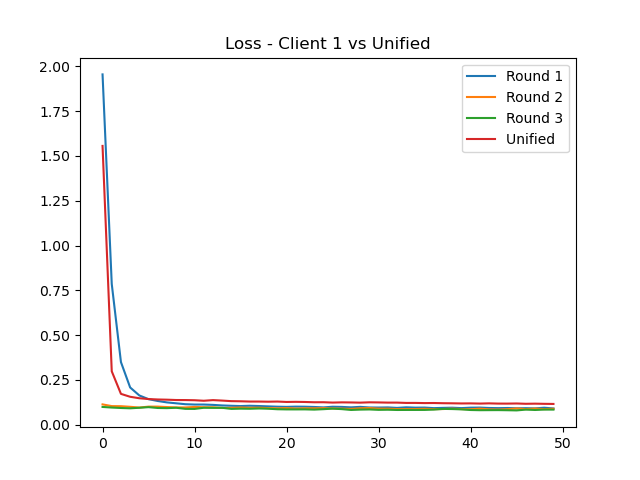 Loss - Client 1 vs Unified
2.00
1.75
1.50
1.25
1.00
0.75
0.50
0.25
0.00
0 10 20 30 40 50
Round 1
Round 2
Round 3
Unified